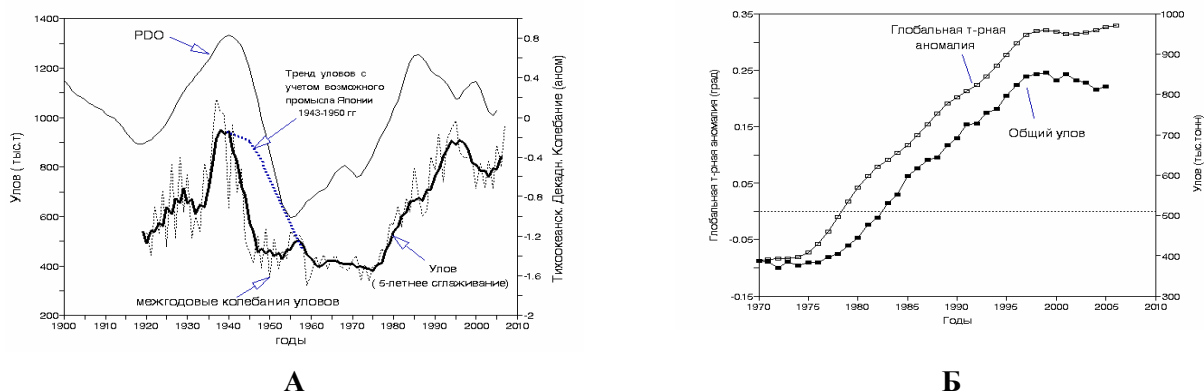 1400
1200
1000
800
600
400
200
Улов ( тыс.т)
1900 1910 1920 1930 1940 1950 1960 1970 1980 1990 2000 2010
годы
0.8
0.4
0
-0.4
-0.8
-1.2
-1.6
-2
Тихоокеанск. Декадн. Колебание (аном)
PDO
Тренд уловов с
учетом возможного
промысла Японии
1943-1950 гг
Улов
( 5-летнее сглаживание)
межгодовые колебания уловов
А
0.35
0.25
0.15
0.05
-0.05
-0.15
Глобальная т-рная аномалия (град)
1970 1975 1980 1985 1990 1995 2000 2005 2010
Годы
1000
900
800
700
600
500
400
300
Улов (тыс.тонн)
Глобальная т-рная
аномалия
Общий улов
Б